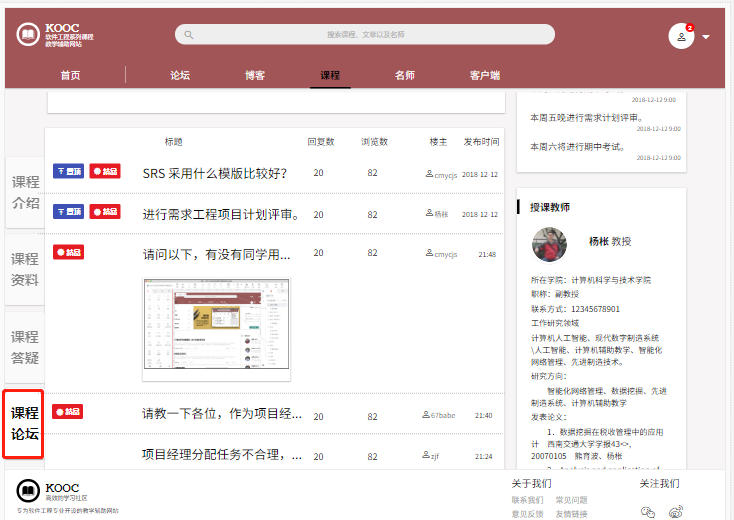 KOOC
软件工程系列课程
教学辅助网站
搜索课程、文章以及名师
2
首页
论坛
博客
课程
名师
客户端
2018-12-12 9:00
本周五晚进行需求计划评审。
2018-12-12 9:00
本周六将进行期中考试。
2018-12-12 9:00
课程
介绍
课程
资料
课程
答疑
课程
论坛
标题 回复数 浏览数 楼主 发布时间
置顶 精品 SRS 采用什么模版比较好? 20 82 cmycjs 2018-12-12
置顶 精品 进行需求工程项目计划评审。 20 82 杨枨 2018-12-12
精品 请问以下，有没有同学用... 20 82 cmycjs 21:48
精品 请教一下各位，作为项目经... 20 82 67babe 21:40
项目经理分配任务不合理，... 20 82 zjf 21:24
授课教师
杨枨 教授
所在学院：计算机科学与技术学院
职称：副教授
联系方式：12345678901
工作研究领域
计算机人工智能、现代数字制造系统
\人工智能、计算机辅助教学、智能化
网络管理、先进制造技术。
研究方向：
智能化网络管理、数据挖掘、先进
制造系统、计算机辅助教学
发表论文：
1．数据挖掘在税收管理中的应用
计　西南交通大学学报43<>,
20070105　熊育波、杨枨
2．Analysis and application of
KOOC
高效的学习社区
专为软件工程专业开设的教学辅助网站
关于我们
联系我们 常见问题
意见反馈 友情链接
关注我们